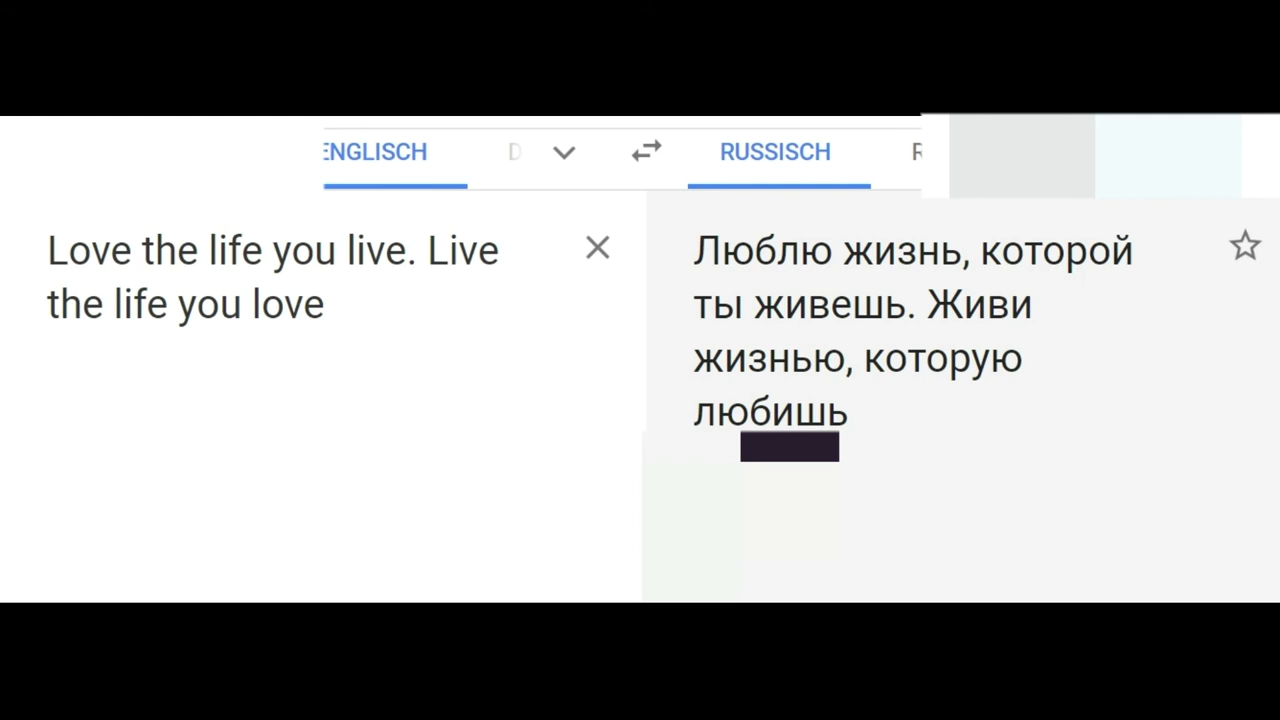 ENGLISCH D RUSSISCH R
Love the life you live. Live
the life you love
Люблю жизнь, которой
ты живешь. Живи
жизнью, которую
любишь